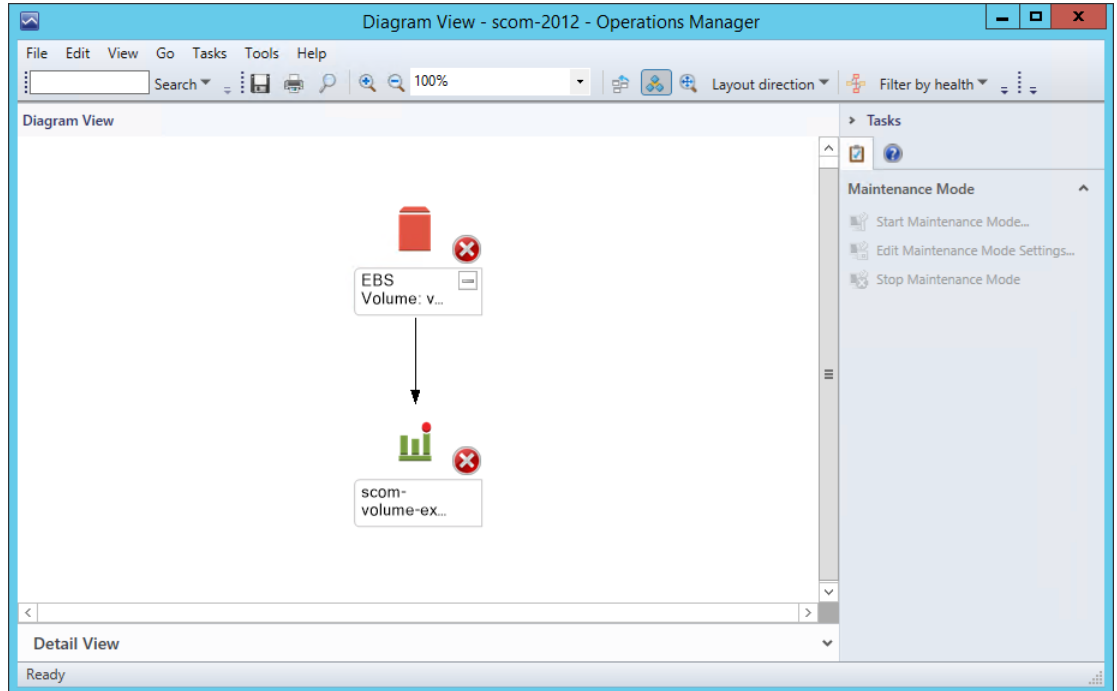 Diagram View - scom-2012 - Operations Manager
File Edit View Go Tasks Tools Help
Search 100% Layout direction Filter by health
Diagram View
Tasks
Maintenance Mode
Start Maintenance Mode...
Edit Maintenance Mode Settings...
Stop Maintenance Mode
EBS
Volume: v...
scom-
volume-ex...
Detail View
Ready